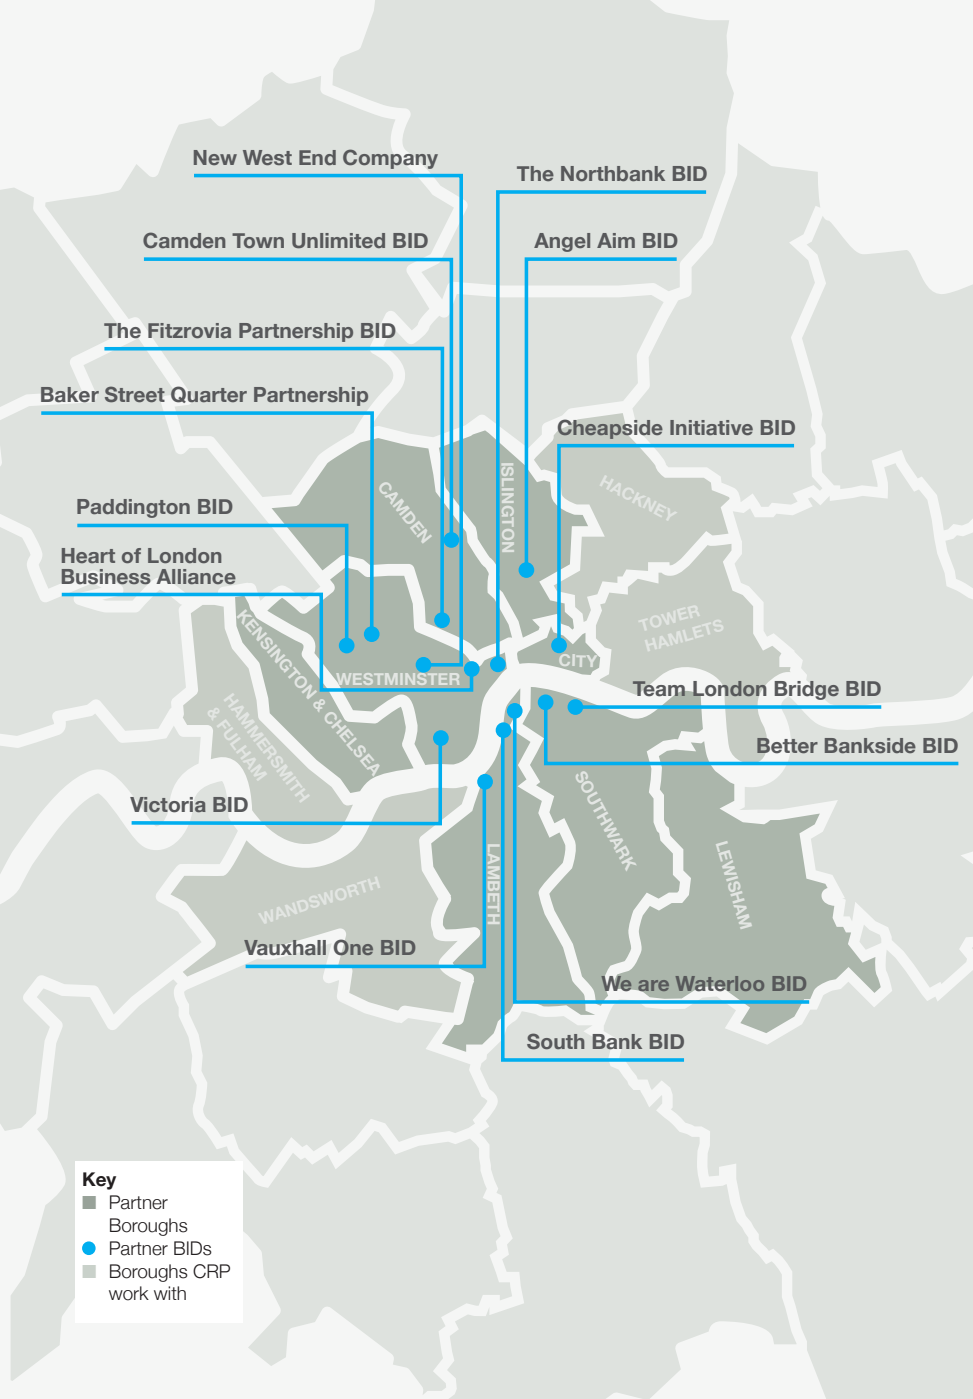 New West End Company
The Northbank BID
Camden Town Unlimited BID
Angel Aim BID
The Fitzrovia Partnership BID
Baker Street Quarter Partnership
Cheapside Initiative BID
Paddington BID
Heart of London
Business Alliance
CAMDEN
ISLINGTON
HACKNEY
TOWER
HAMLETS
CITY
KENSINGTON & CHELSEA
WESTMINSTER
HAMMERSMITH
& FULHAM
Team London Bridge BID
Better Bankside BID
Victoria BID
SOUTHWARK
LAMBETH
LEWISHAM
WANDSWORTH
Vauxhall One BID
We are Waterloo BID
South Bank BID
Key
Partner
Boroughs
Partner BIDs
Boroughs CRP
work with